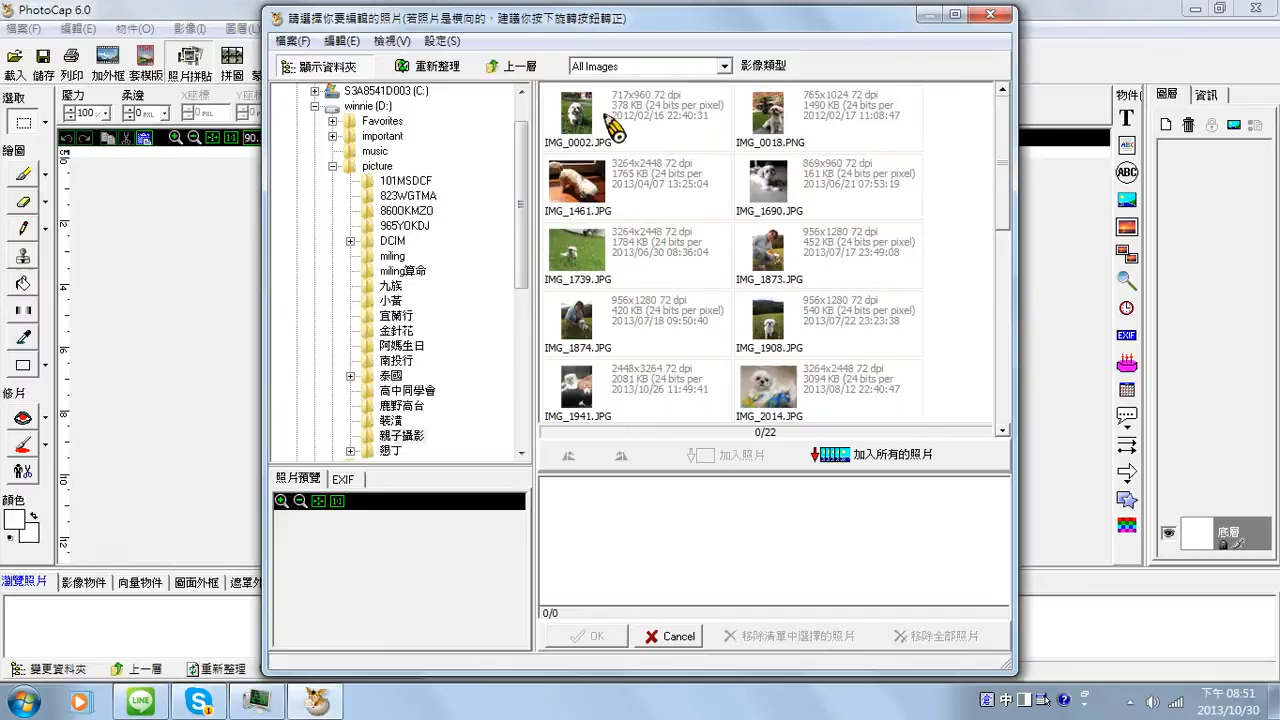 PhotoCap 6.0
檔案(F) 編輯(E) 物件(O) 影像(I) 圖層(L)
載入 儲存 列印 加外框 套模版 照片拼貼 拼圖
選取
壓力
100
柔邊
0 PXL
X座標
0 PXL
Y座標
90.
繪圖
修片
顏色
請選擇你要編輯的照片(若照片是橫向的，建議你按下旋轉按鈕轉正)
檔案(F) 編輯(E) 檢視(V) 設定(S)
顯示資料夾 重新整理 上一層 All Images 影像類型
S3A8541D003 (C:)
winnie (D:)
Favorites
important
music
picture
101MSDCF
823WGTMA
860OKMZO
965YOKDJ
DCIM
miling
miling算命
九族
小黃
宜蘭行
金針花
阿媽生日
南投行
泰國
高中同學會
鹿野高台
裝潢
親子攝影
墾丁
717x960 72 dpi
378 KB (24 bits per pixel)
2012/02/16 22:40:31
IMG_0002.JPG
765x1024 72 dpi
1490 KB (24 bits per
2012/02/17 11:08:47
IMG_0018.PNG
3264x2448 72 dpi
1765 KB (24 bits per
2013/04/07 13:25:04
IMG_1461.JPG
869x960 72 dpi
161 KB (24 bits per pixel)
2013/06/21 07:53:19
IMG_1690.JPG
3264x2448 72 dpi
1784 KB (24 bits per
2013/06/30 08:36:04
IMG_1739.JPG
956x1280 72 dpi
452 KB (24 bits per pixel)
2013/07/17 23:49:08
IMG_1873.JPG
956x1280 72 dpi
420 KB (24 bits per pixel)
2013/07/18 09:50:40
IMG_1874.JPG
956x1280 72 dpi
540 KB (24 bits per pixel)
2013/07/22 23:23:38
IMG_1908.JPG
2448x3264 72 dpi
2081 KB (24 bits per
2013/10/26 11:49:41
IMG_1941.JPG
3264x2448 72 dpi
3094 KB (24 bits per
2013/08/12 22:40:47
IMG_2014.JPG
0/22
加入照片 加入所有的照片
照片預覽 EXIF
0/0
OK Cancel 移除清單中選擇的照片 移除全部照片
物件
T
ABC
ABC
EXIF
圖層 資訊
底層
瀏覽照片 影像物件 向量物件 圖面外框 遮罩外
變更資料夾 上一層 重新整理
LINE
中
下午 08:51
2013/10/30